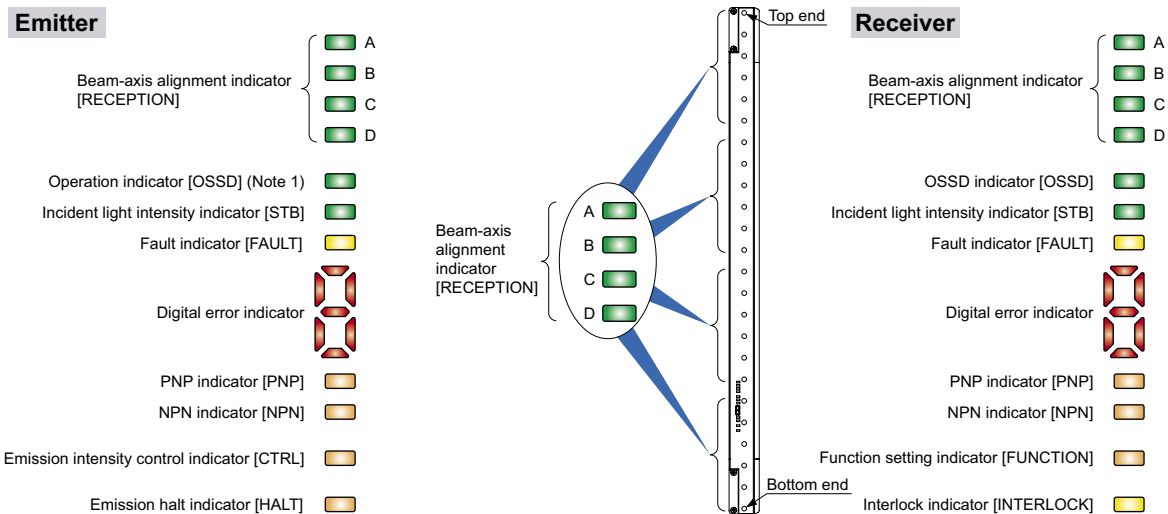 Emitter
A
Beam-axis alignment indicator
[RECEPTION]
B
C
D
Operation indicator [OSSD] (Note 1)
Incident light intensity indicator [STB]
Fault indicator [FAULT]
Digital error indicator
PNP indicator [PNP]
NPN indicator [NPN]
Emission intensity control indicator [CTRL]
Emission halt indicator [HALT]
Top end
Beam-axis
alignment
indicator
[RECEPTION]
A
B
C
D
Bottom end
Receiver
A
Beam-axis alignment indicator
[RECEPTION]
B
C
D
OSSD indicator [OSSD]
Incident light intensity indicator [STB]
Fault indicator [FAULT]
Digital error indicator
PNP indicator [PNP]
NPN indicator [NPN]
Function setting indicator [FUNCTION]
Interlock indicator [INTERLOCK]